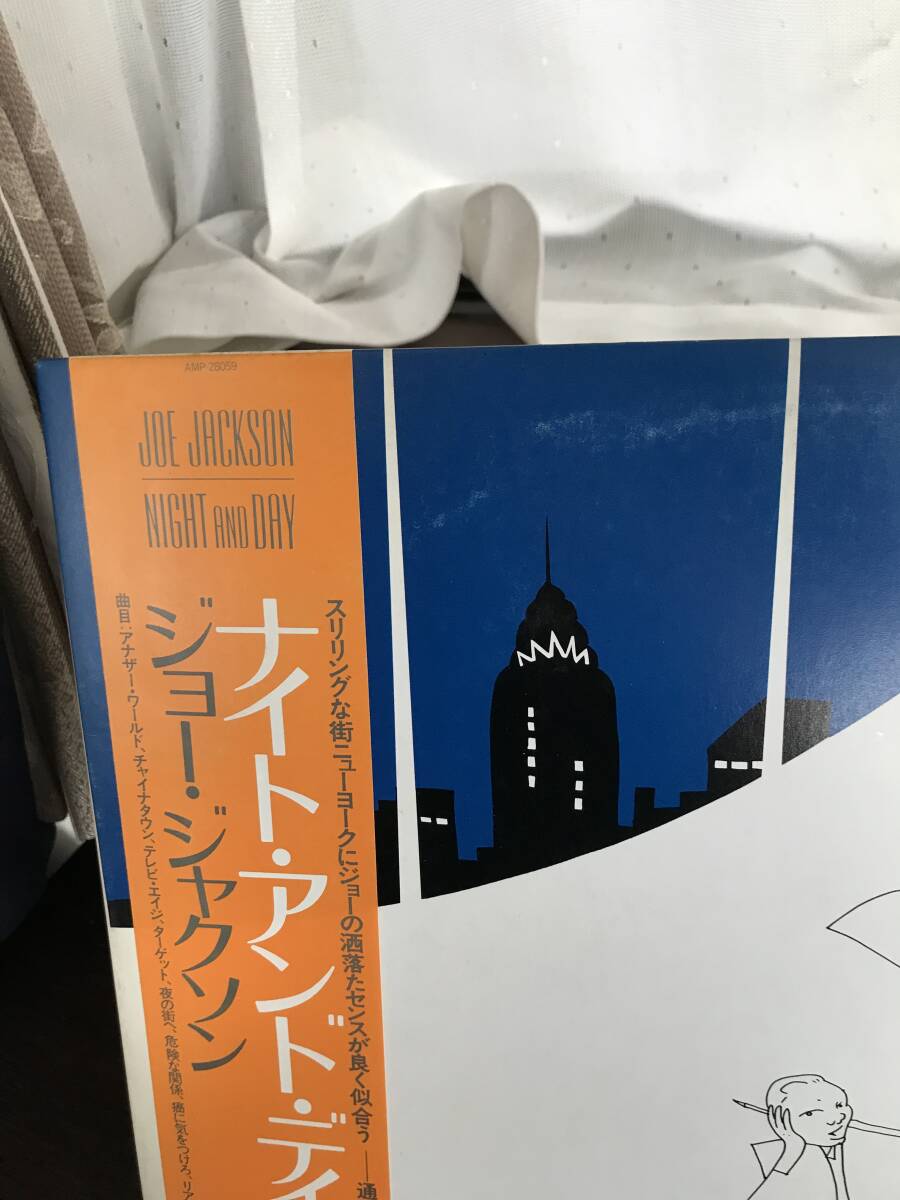 AMP-28059
JOE JACKSON
NIGHT AND DAY
スリリングな街ニューヨークにジョーの洒落たセンスが良く似合う──通
ナイト・アンド・デイ
ジョー・ジャクソン
曲目:アナザー・ワールド、チャイナタウン、テレビ・エイジ、ターゲット、夜の街へ、危険な関係、癌に気をつけろ、リア